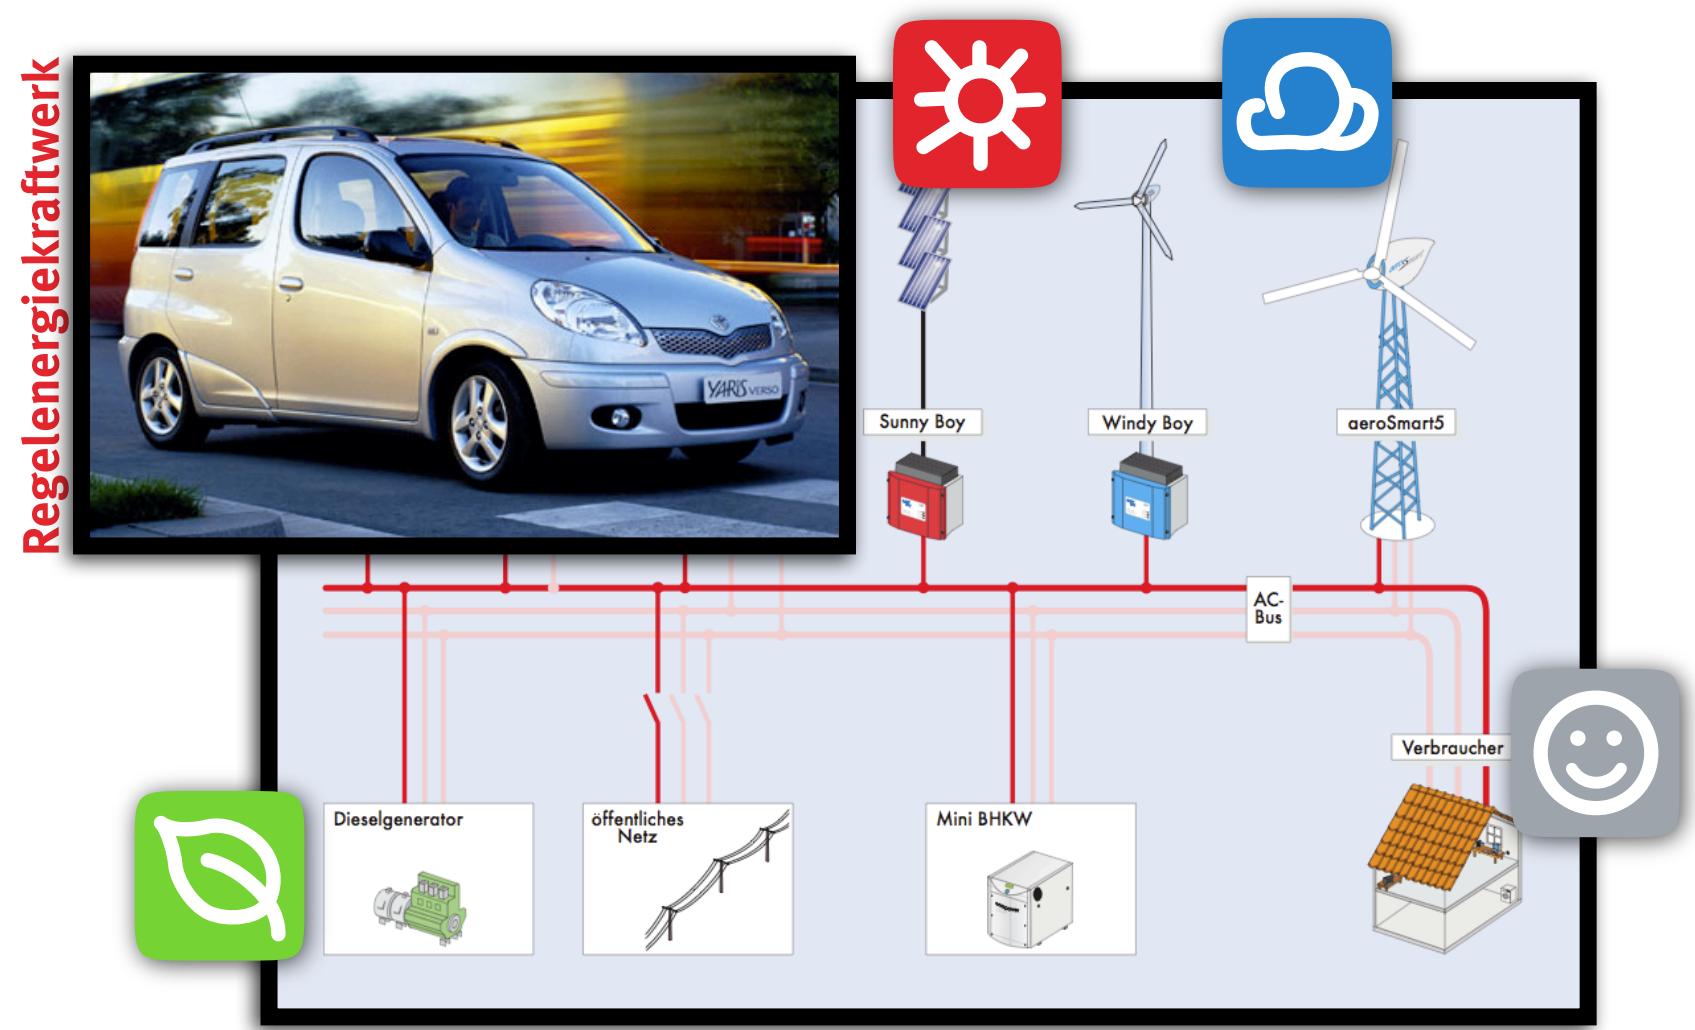 Regelenergiekraftwerk
YARIS VERSO
Sunny Boy
Windy Boy
aeroSmart5
AC-
Bus
Verbraucher
Dieselgenerator
öffentliches
Netz
Mini BHKW